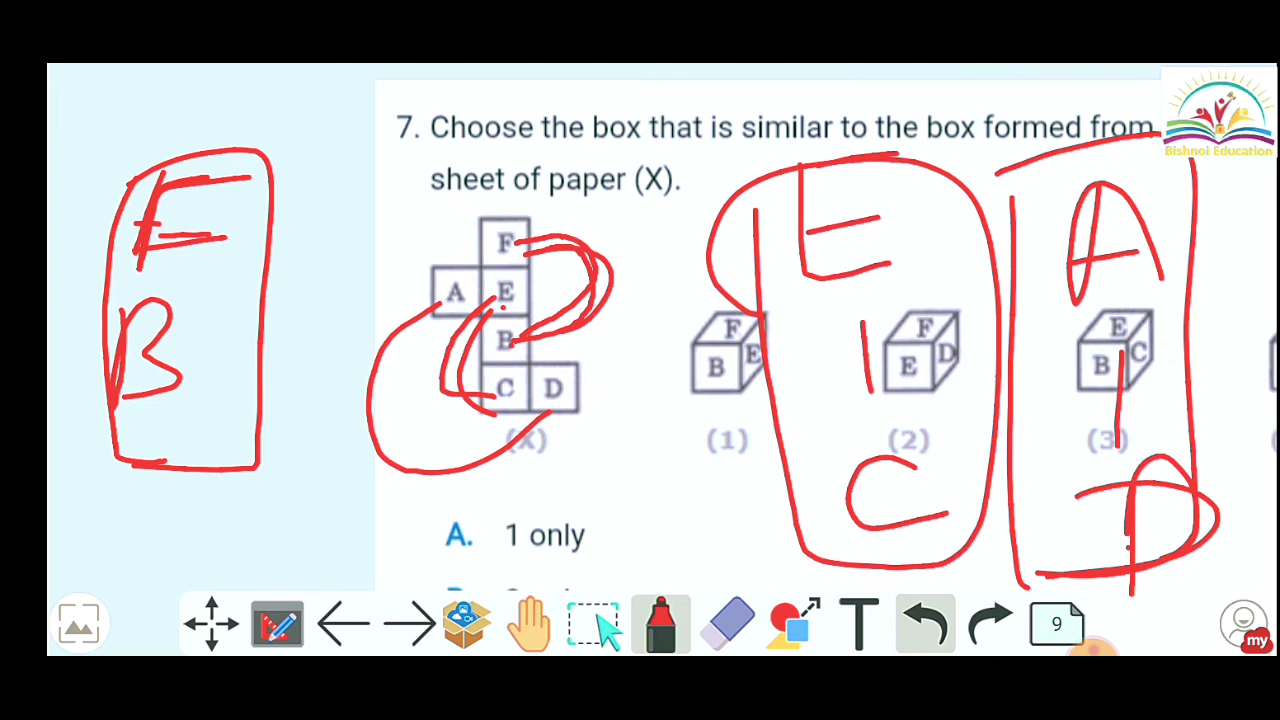 Bishnoi Education
7. Choose the box that is similar to the box formed from
sheet of paper (X).
F
A E
B
C D
(X)
F
B E
(1)
F
E D
(2)
E
B C
(3)
A. 1 only
E
B
E
C
A
D
T
9
my